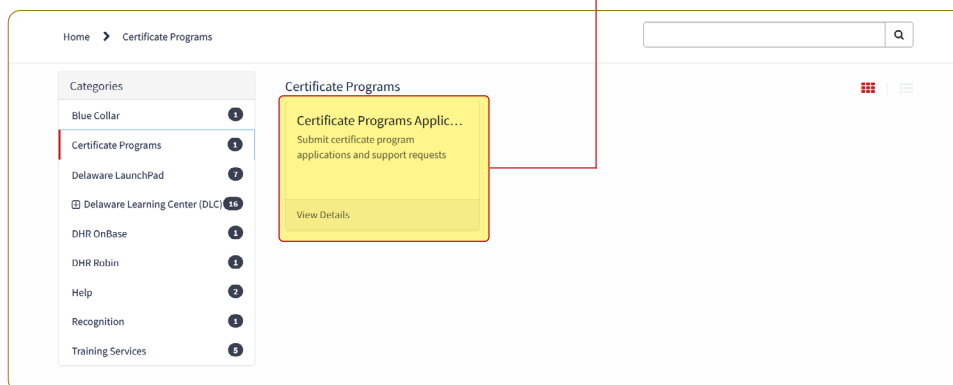 Home > Certificate Programs
Categories
Blue Collar 1
Certificate Programs 1
Delaware LaunchPad 7
Delaware Learning Center (DLC) 16
DHR OnBase 1
DHR Robin 1
Help 2
Recognition 1
Training Services 5
Certificate Programs
Certificate Programs Applic...
Submit certificate program
applications and support requests
View Details